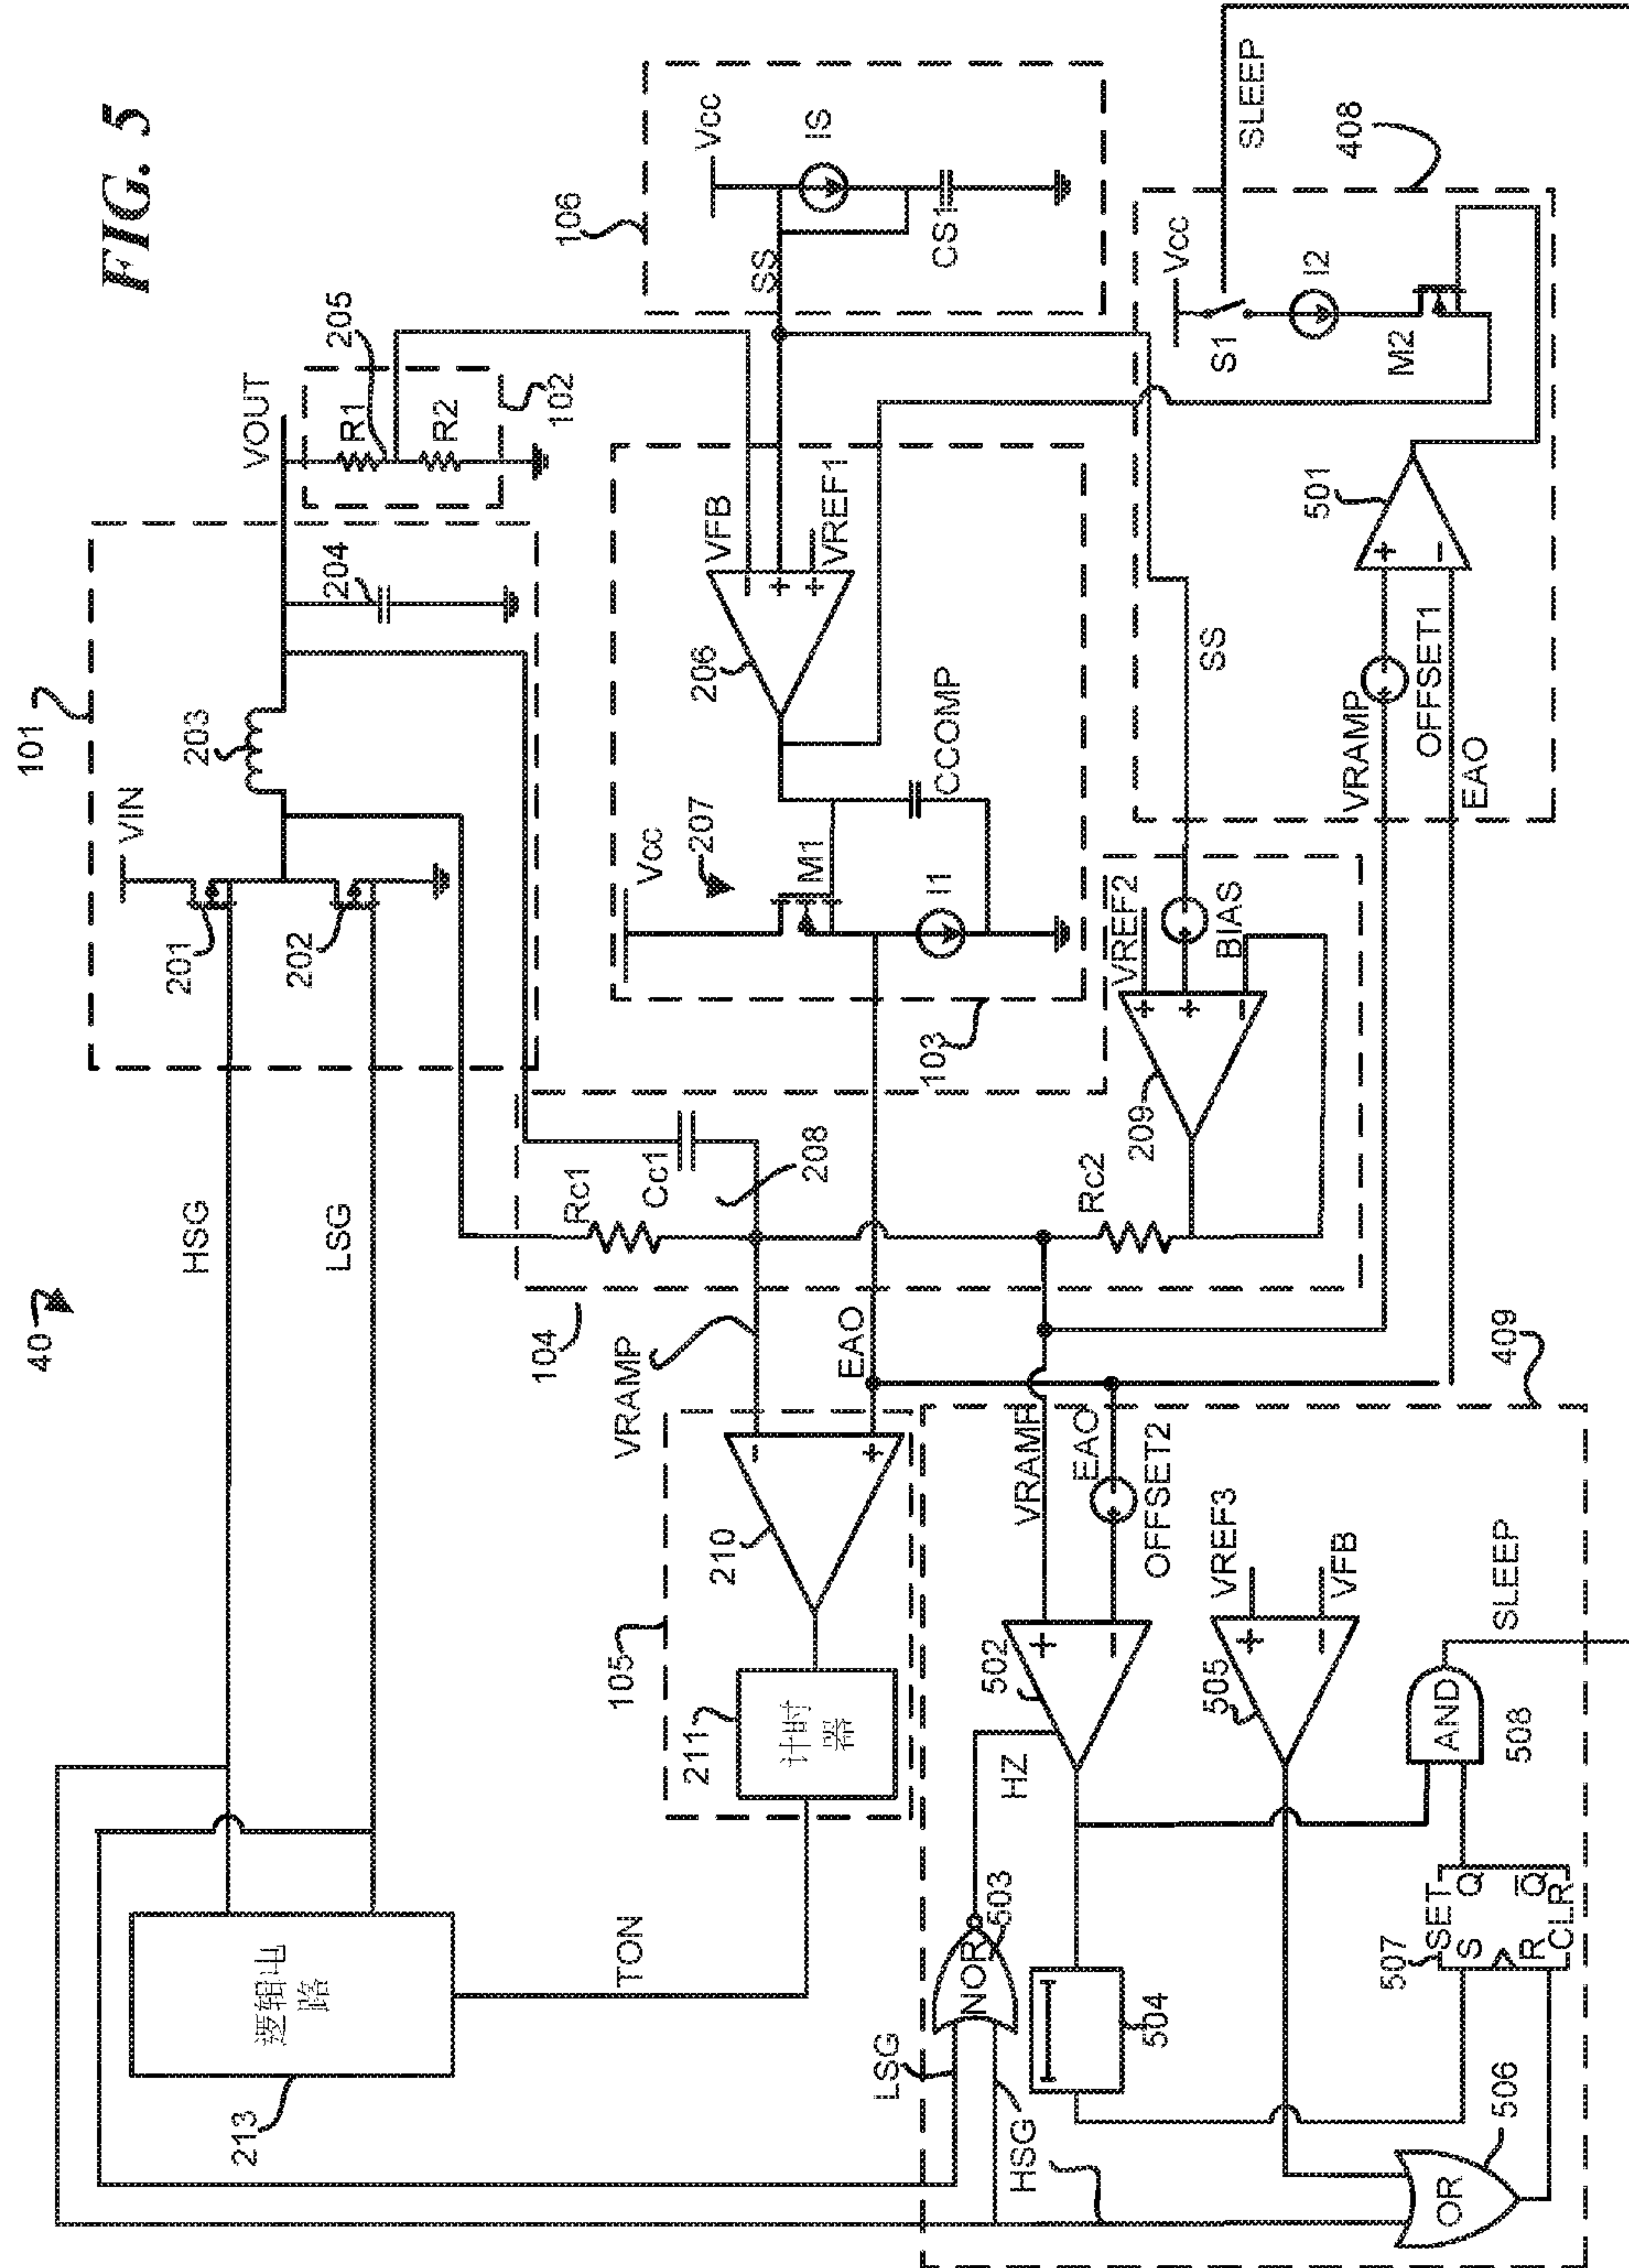 FIG. 5
40
101
HSG
LSG
201
202
VIN
203
204
VOUT
205
R1
R2
102
逻辑电
路
213
TON
106
Vcc
IS
SS
CS1
104
Rc1
Cc1
208
VRAMP
EAO
105
210
211
计时
器
Vcc
207
M1
I1
CCOMP
206
VFB
VREF1
103
LSG
HSG
NOR
503
HZ
502
VRAMP
EAO
OFFSET2
504
505
VREF3
VFB
Rc2
209
VREF2
BIAS
SS
SLEEP
Vcc
S1
I2
M2
408
501
VRAMP
OFFSET1
EAO
409
OR
506
507
SET
S
Q
R
Q̅
CLR
AND
508
SLEEP